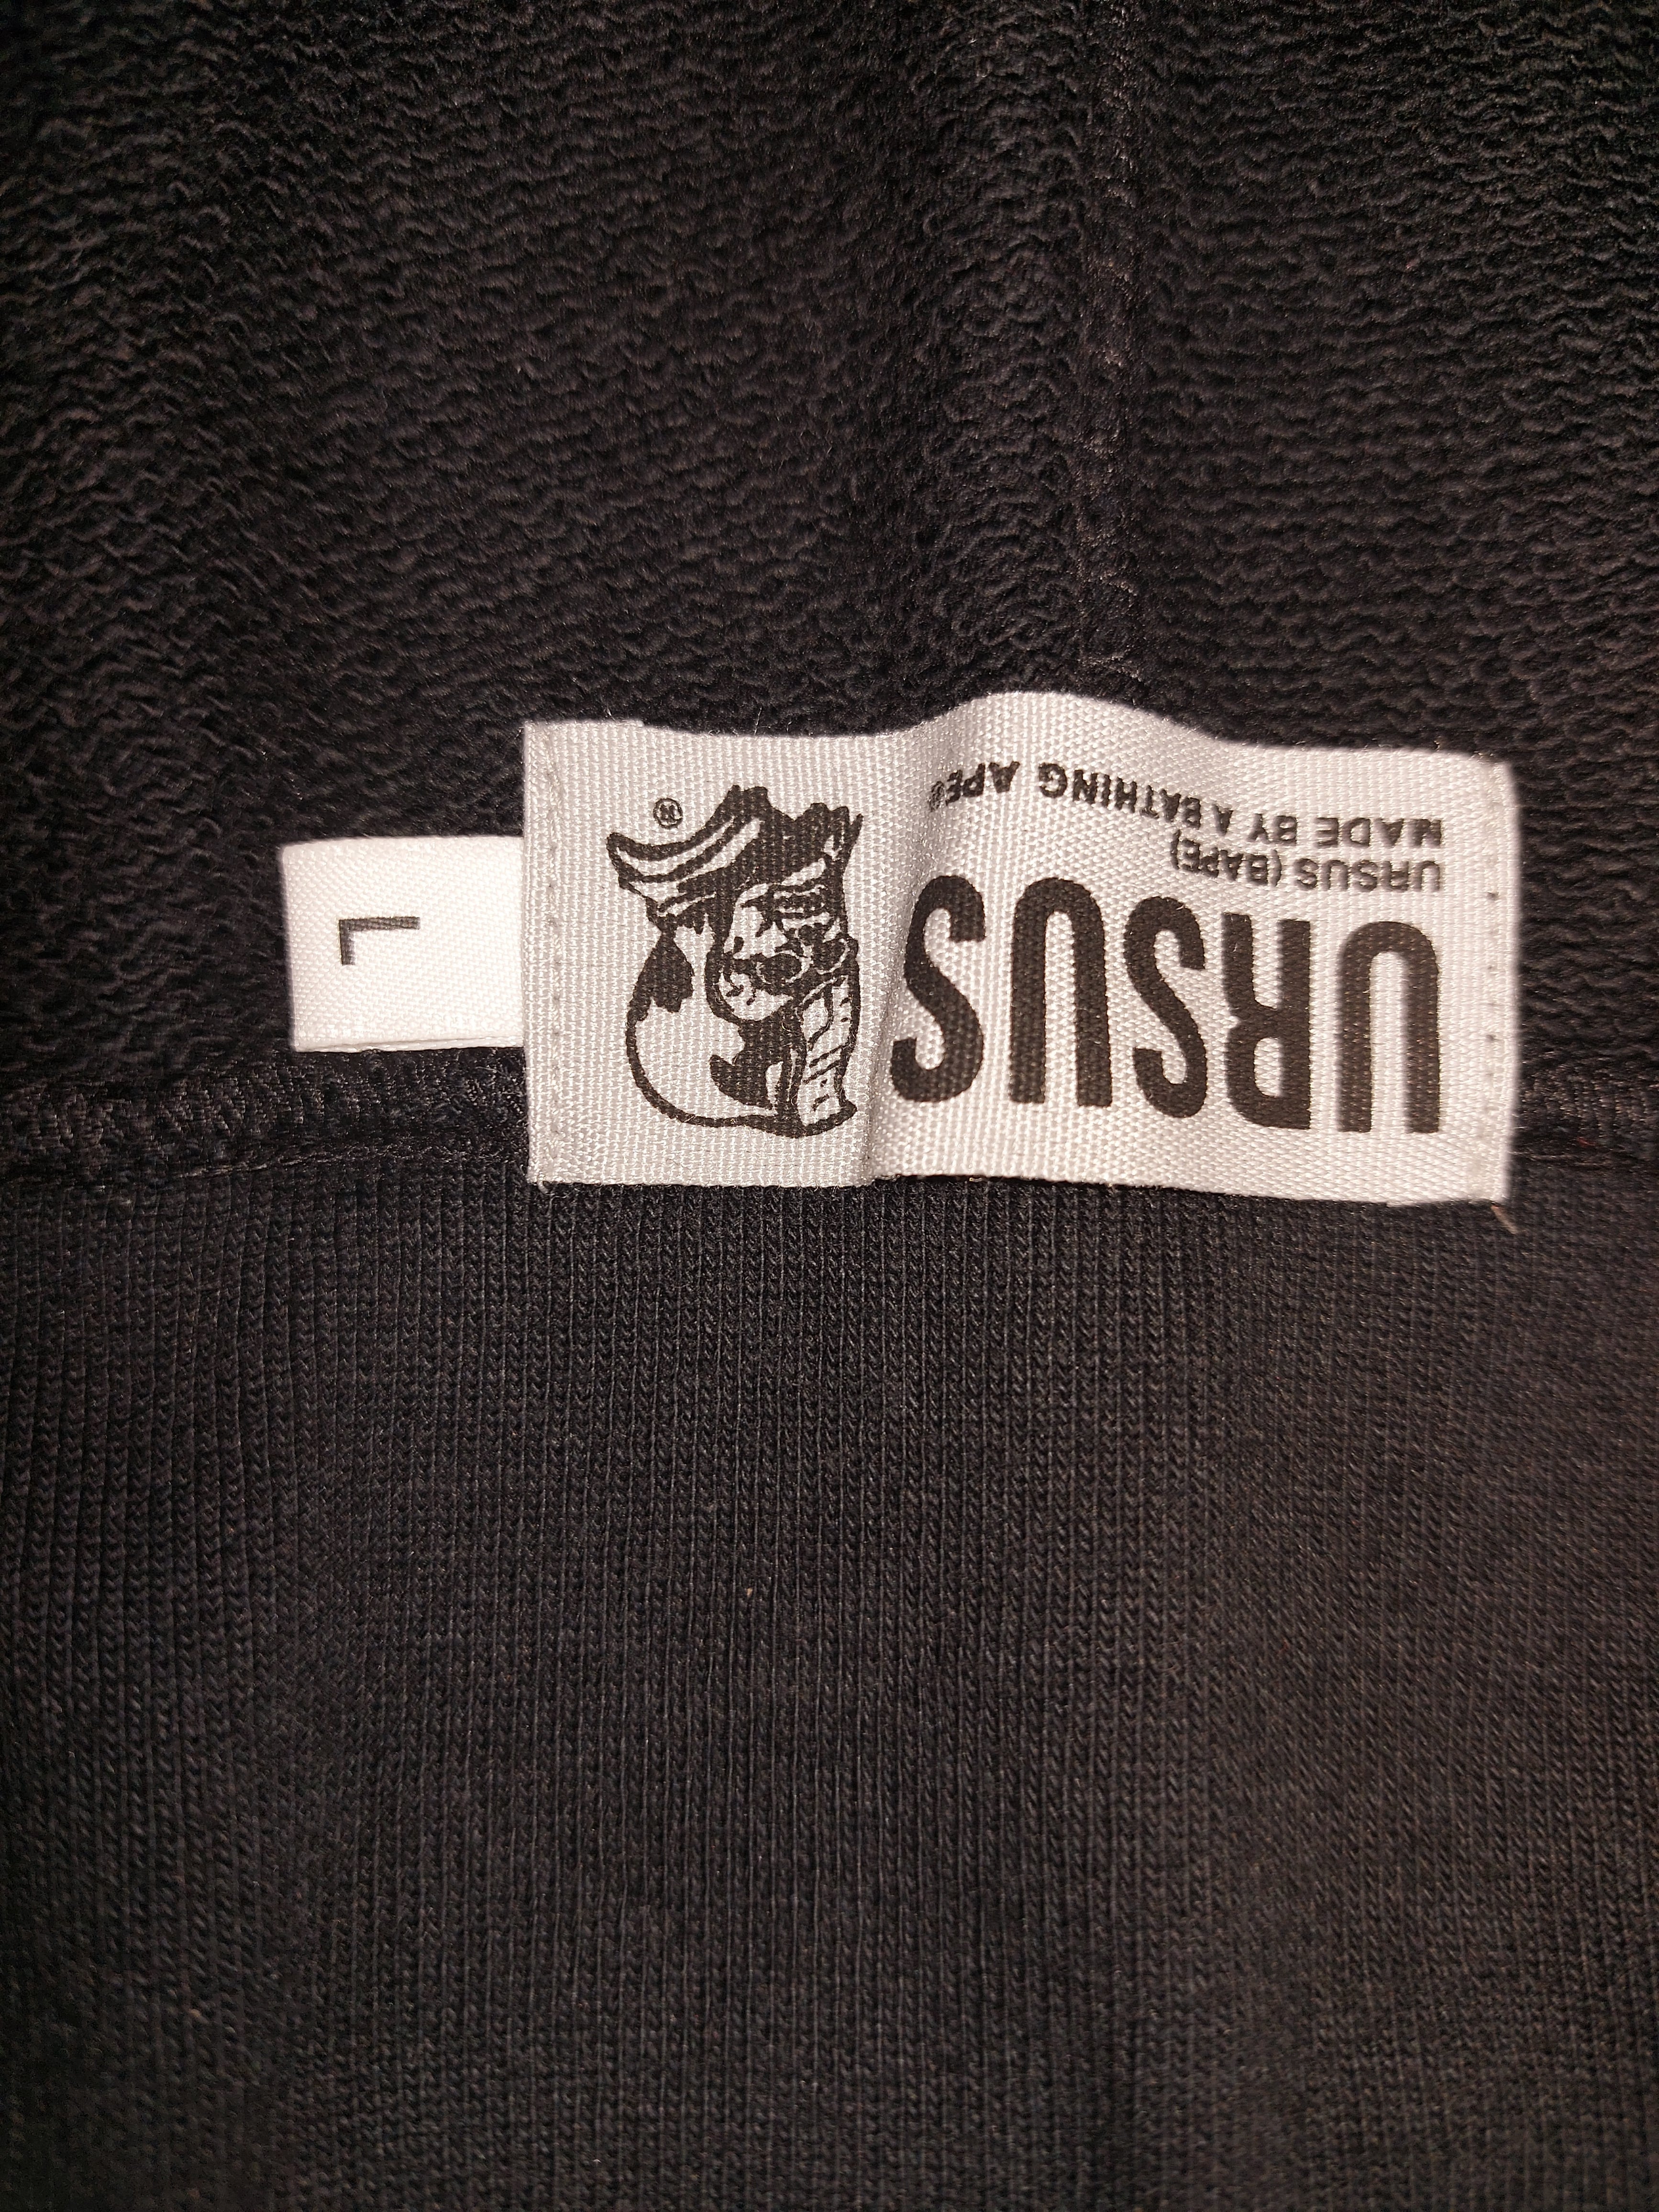 URSUS
URSUS (BAPE)
MADE BY A BATHING APE®
®
L